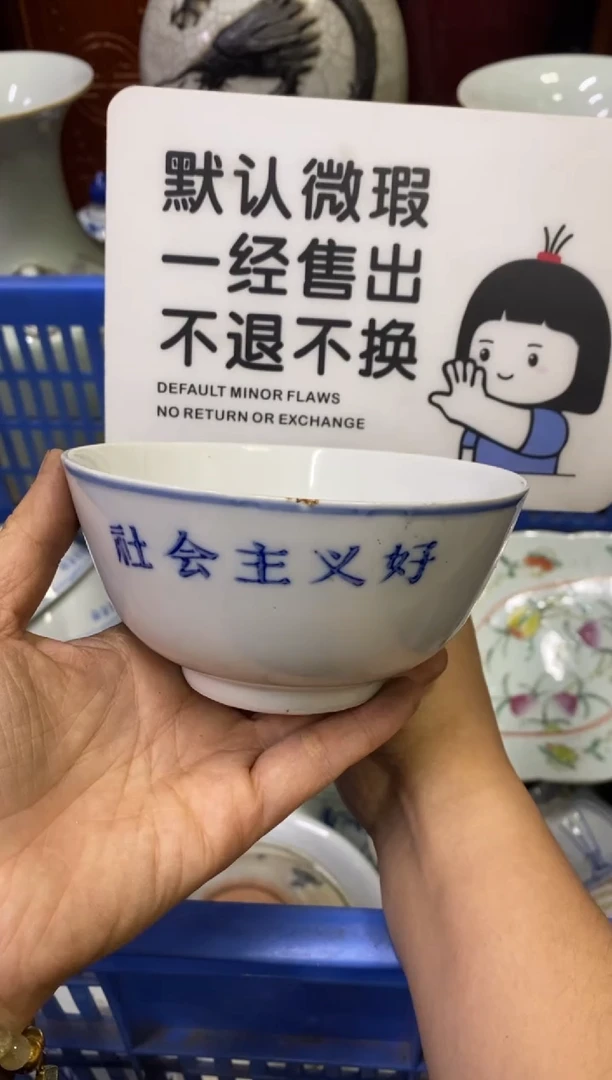 默认微瑕
一经售出
不退不换
DEFAULT MINOR FLAWS
NO RETURN OR EXCHANGE
社会主义好